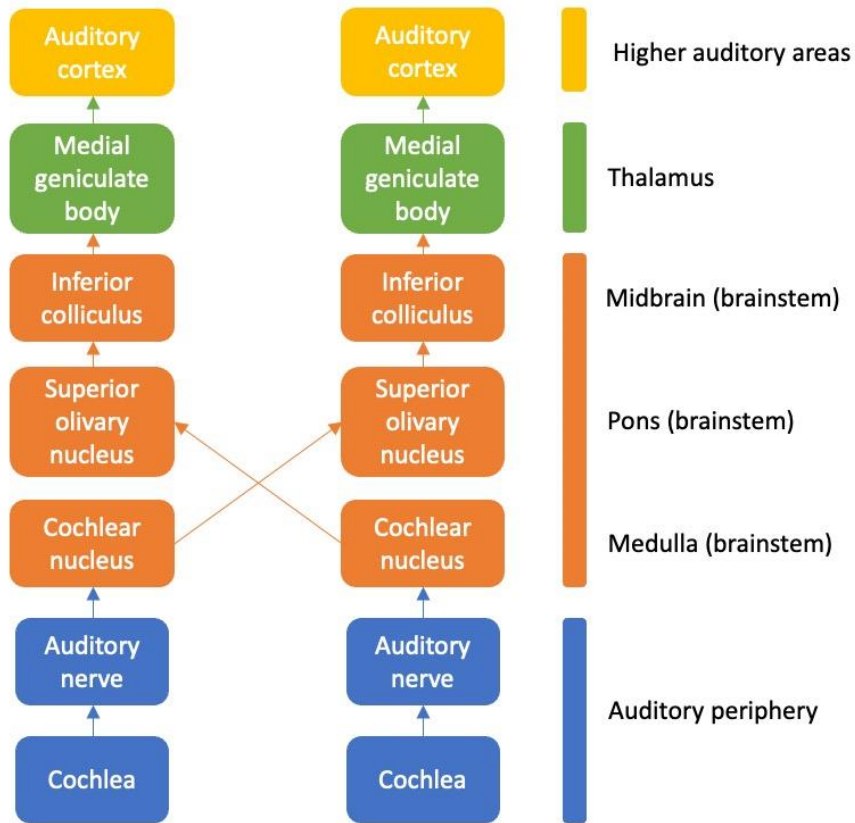 Auditory
cortex
Auditory
cortex
Higher auditory areas
Medial
geniculate
body
Medial
geniculate
body
Thalamus
Inferior
colliculus
Inferior
colliculus
Midbrain (brainstem)
Superior
olivary
nucleus
Superior
olivary
nucleus
Pons (brainstem)
Cochlear
nucleus
Cochlear
nucleus
Medulla (brainstem)
Auditory
nerve
Auditory
nerve
Auditory periphery
Cochlea
Cochlea